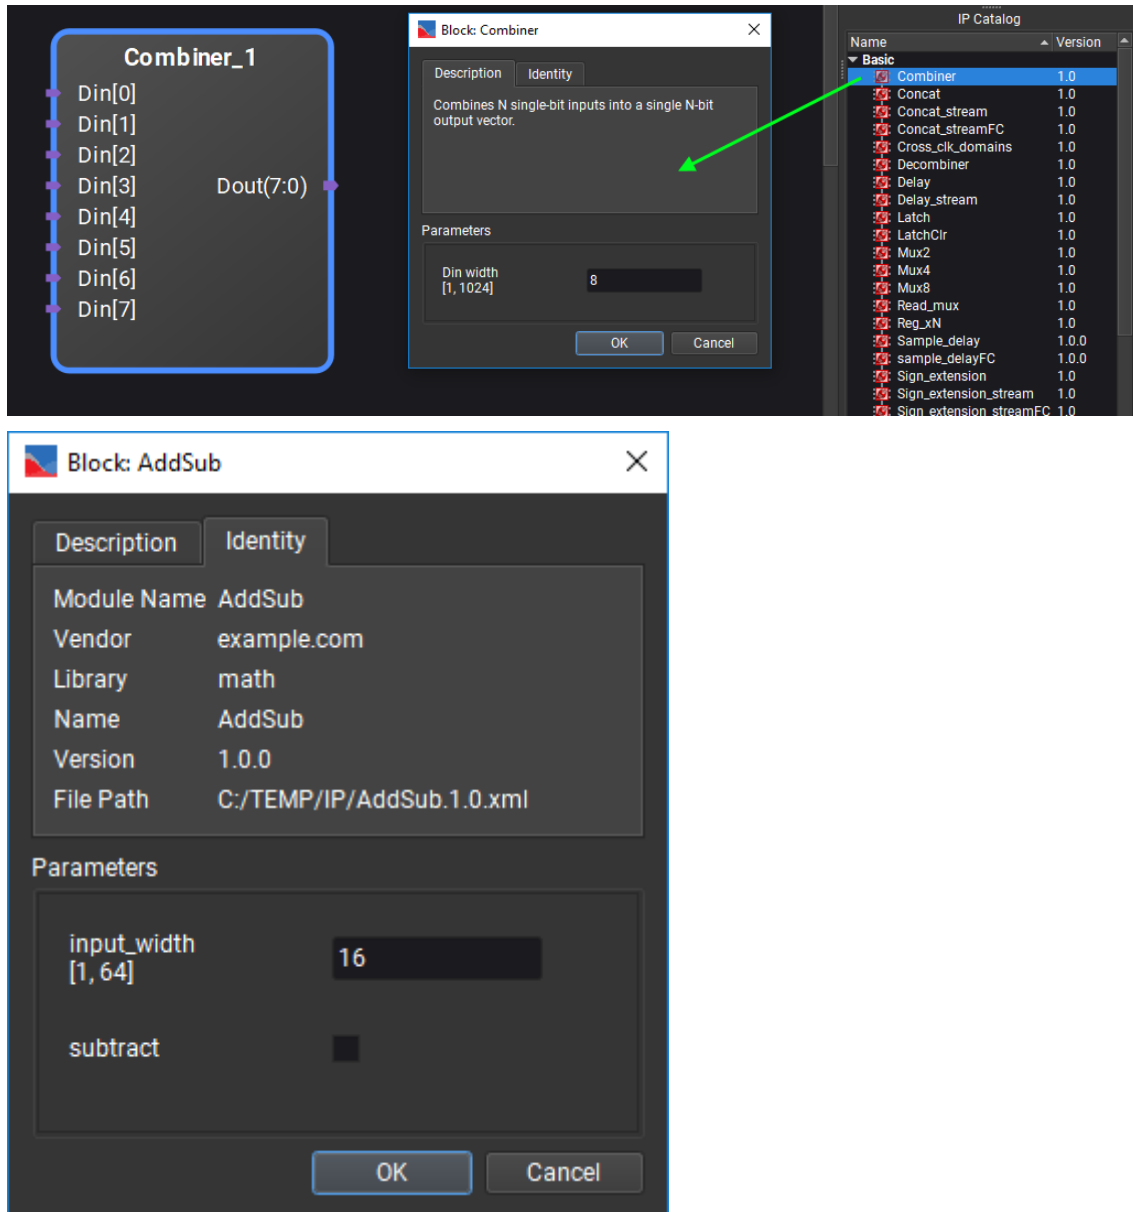 Combiner_1
Din[0]
Din[1]
Din[2]
Din[3] Dout(7:0)
Din[4]
Din[5]
Din[6]
Din[7]
Block: Combiner
Description Identity
Combines N single-bit inputs into a single N-bit
output vector.
Parameters
Din width
[1, 1024]
8
OK Cancel
IP Catalog
Name Version
Basic
Combiner 1.0
Concat 1.0
Concat_stream 1.0
Concat_streamFC 1.0
Cross_clk_domains 1.0
Decombiner 1.0
Delay 1.0
Delay_stream 1.0
Latch 1.0
LatchClr 1.0
Mux2 1.0
Mux4 1.0
Mux8 1.0
Read_mux 1.0
Reg_xN 1.0
Sample_delay 1.0.0
sample_delayFC 1.0.0
Sign_extension 1.0
Sign_extension_stream 1.0
Sign_extension_streamFC 1.0
Block: AddSub
Description Identity
Module Name AddSub
Vendor example.com
Library math
Name AddSub
Version 1.0.0
File Path C:/TEMP/IP/AddSub.1.0.xml
Parameters
input_width
[1, 64]
16
subtract
OK Cancel